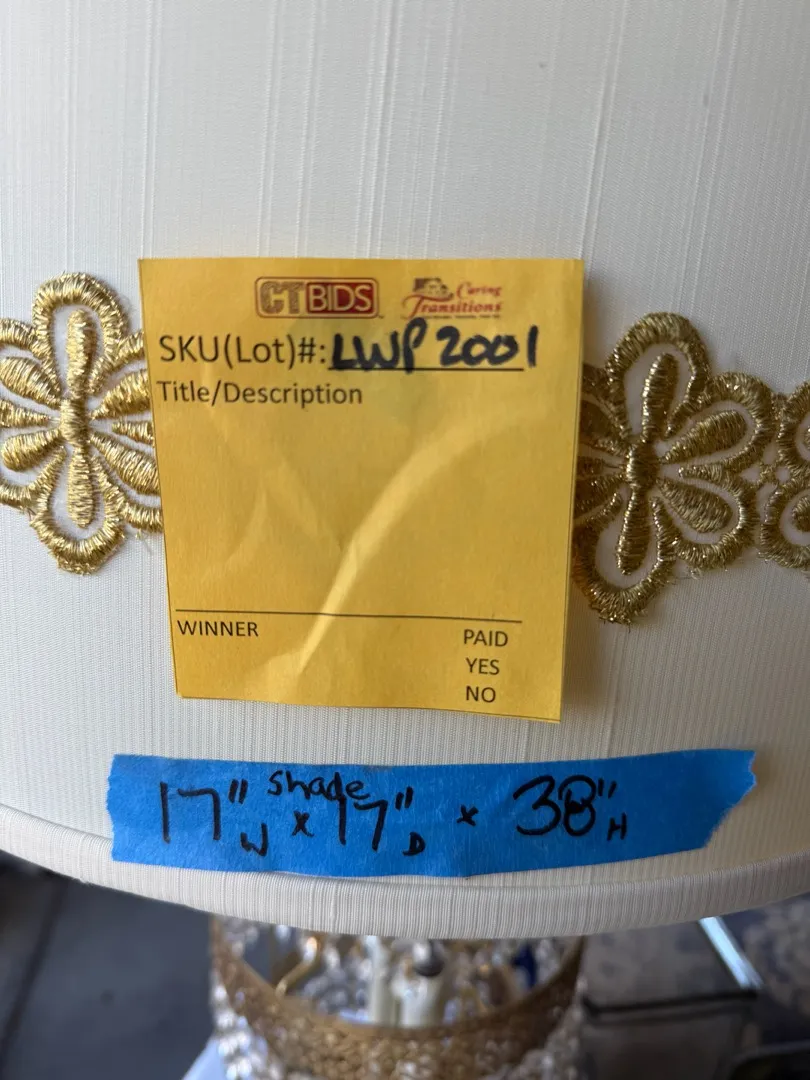 CTBIDS
Caring
Transitions
SKU(Lot)#: LWP 2001
Title/Description
WINNER
PAID
YES
NO
shade
17"W x 17"D x 38"H